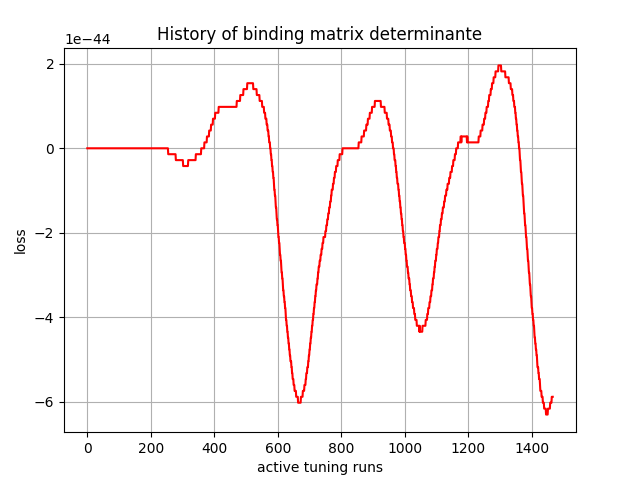 History of binding matrix determinante
1e−44
2
0
−2
−4
−6
loss
0 200 400 600 800 1000 1200 1400
active tuning runs